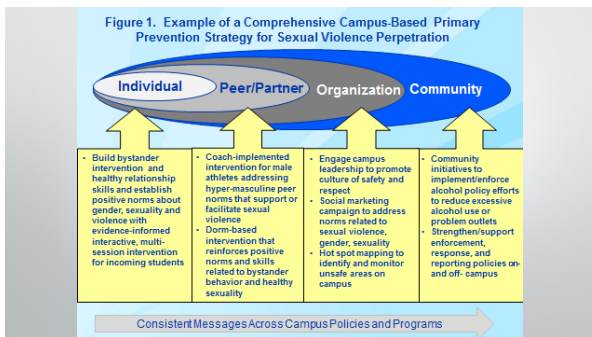 Figure 1.  Example of a Comprehensive Campus-Based  Primary
Prevention Strategy for Sexual Violence Perpetration
Individual
Peer/Partner
Organization
Community
• Build bystander
intervention and
healthy relationship
skills and establish
positive norms about
gender, sexuality and
violence with
evidence-informed
interactive, multi-
session intervention
for incoming students
• Coach-implemented
intervention for male
athletes addressing
hyper-masculine peer
norms that support or
facilitate sexual
violence
• Dorm-based
intervention that
reinforces positive
norms and skills
related to bystander
behavior and healthy
sexuality
• Engage campus
leadership to promote
culture of safety and
respect
• Social marketing
campaign to address
norms related to
sexual violence,
gender, sexuality
• Hot spot mapping to
identify and monitor
unsafe areas on
campus
• Community
initiatives to
implement/enforce
alcohol policy efforts
to reduce excessive
alcohol use or
problem outlets
• Strengthen/support
enforcement,
response, and
reporting policies on-
and off- campus
Consistent Messages Across Campus Policies and Programs